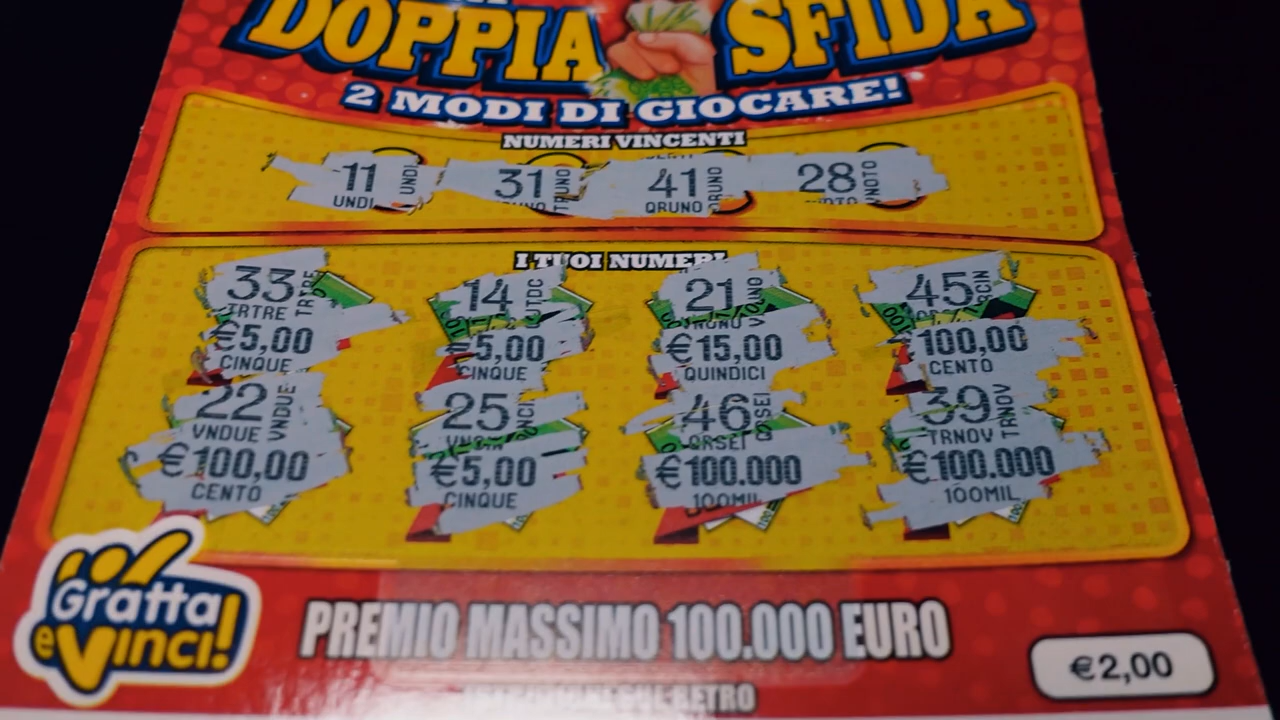 DOPPIA SFIDA
2 MODI DI GIOCARE!
NUMERI VINCENTI
11 31 41 28
UNDI QRUNO
I TUOI NUMERI
33 14 21 45
TRTRE
€5,00 €5,00 €15,00 100,00
CINQUE CINQUE QUINDICI CENTO
22 25 46 39
VNDUE QRSEI TRNOV
€100,00 €5,00 €100.000 €100.000
CENTO CINQUE 100MIL 100MIL
Gratta
e Vinci!
PREMIO MASSIMO 100.000 EURO
€2,00
RETRO